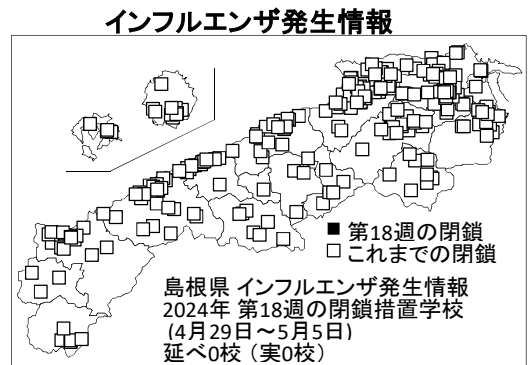 インフルエンザ発生情報
■ 第18週の閉鎖
□ これまでの閉鎖
島根県 インフルエンザ発生情報
2024年 第18週の閉鎖措置学校
(4月29日～5月5日)
延べ0校 （実0校）